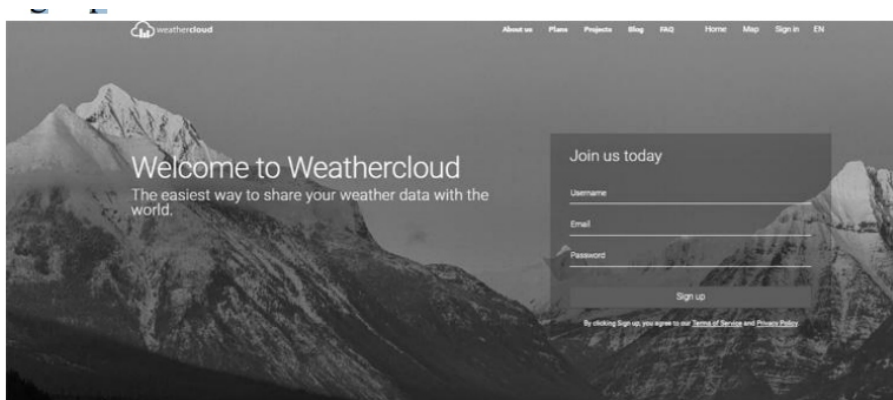 weathercloud
About us Plans Projects Blog FAQ Home Map Sign in EN
Welcome to Weathercloud
The easiest way to share your weather data with the
world.
Join us today
Username
Email
Password
Sign up
By clicking Sign up, you agree to our Terms of Service and Privacy Policy